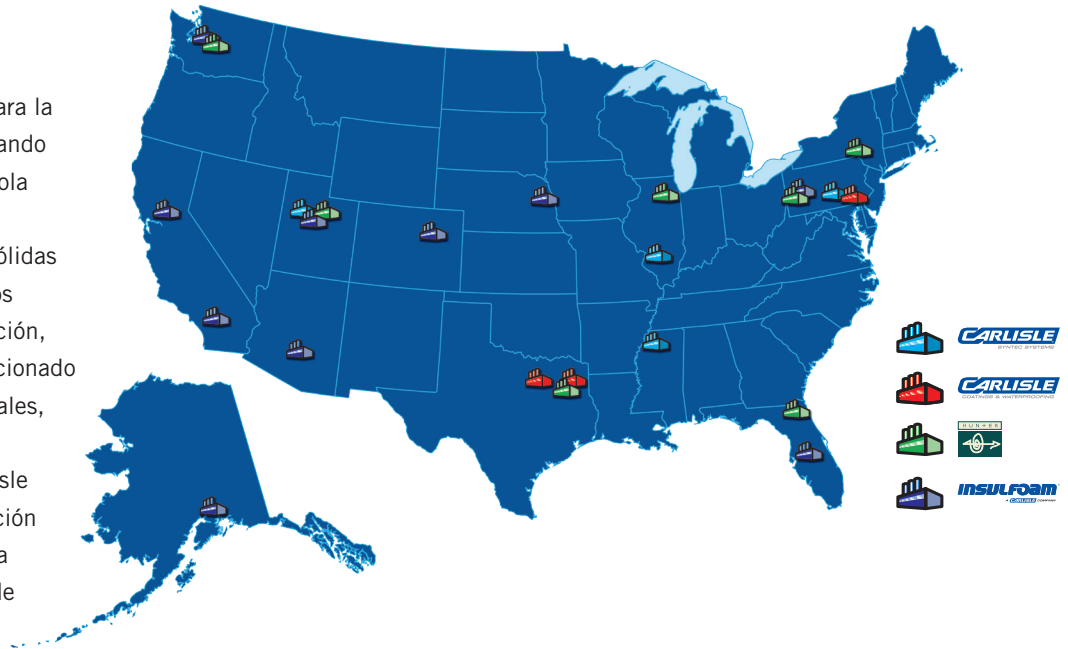 ara la
ando
ola
ólidas
os
ción,
cionado
ales,
sle
ción
a
de
CARLISLE
SYNTEC SYSTEMS
CARLISLE
COATINGS & WATERPROOFING
HUNTER
INSULFOAM
A CARLISLE COMPANY